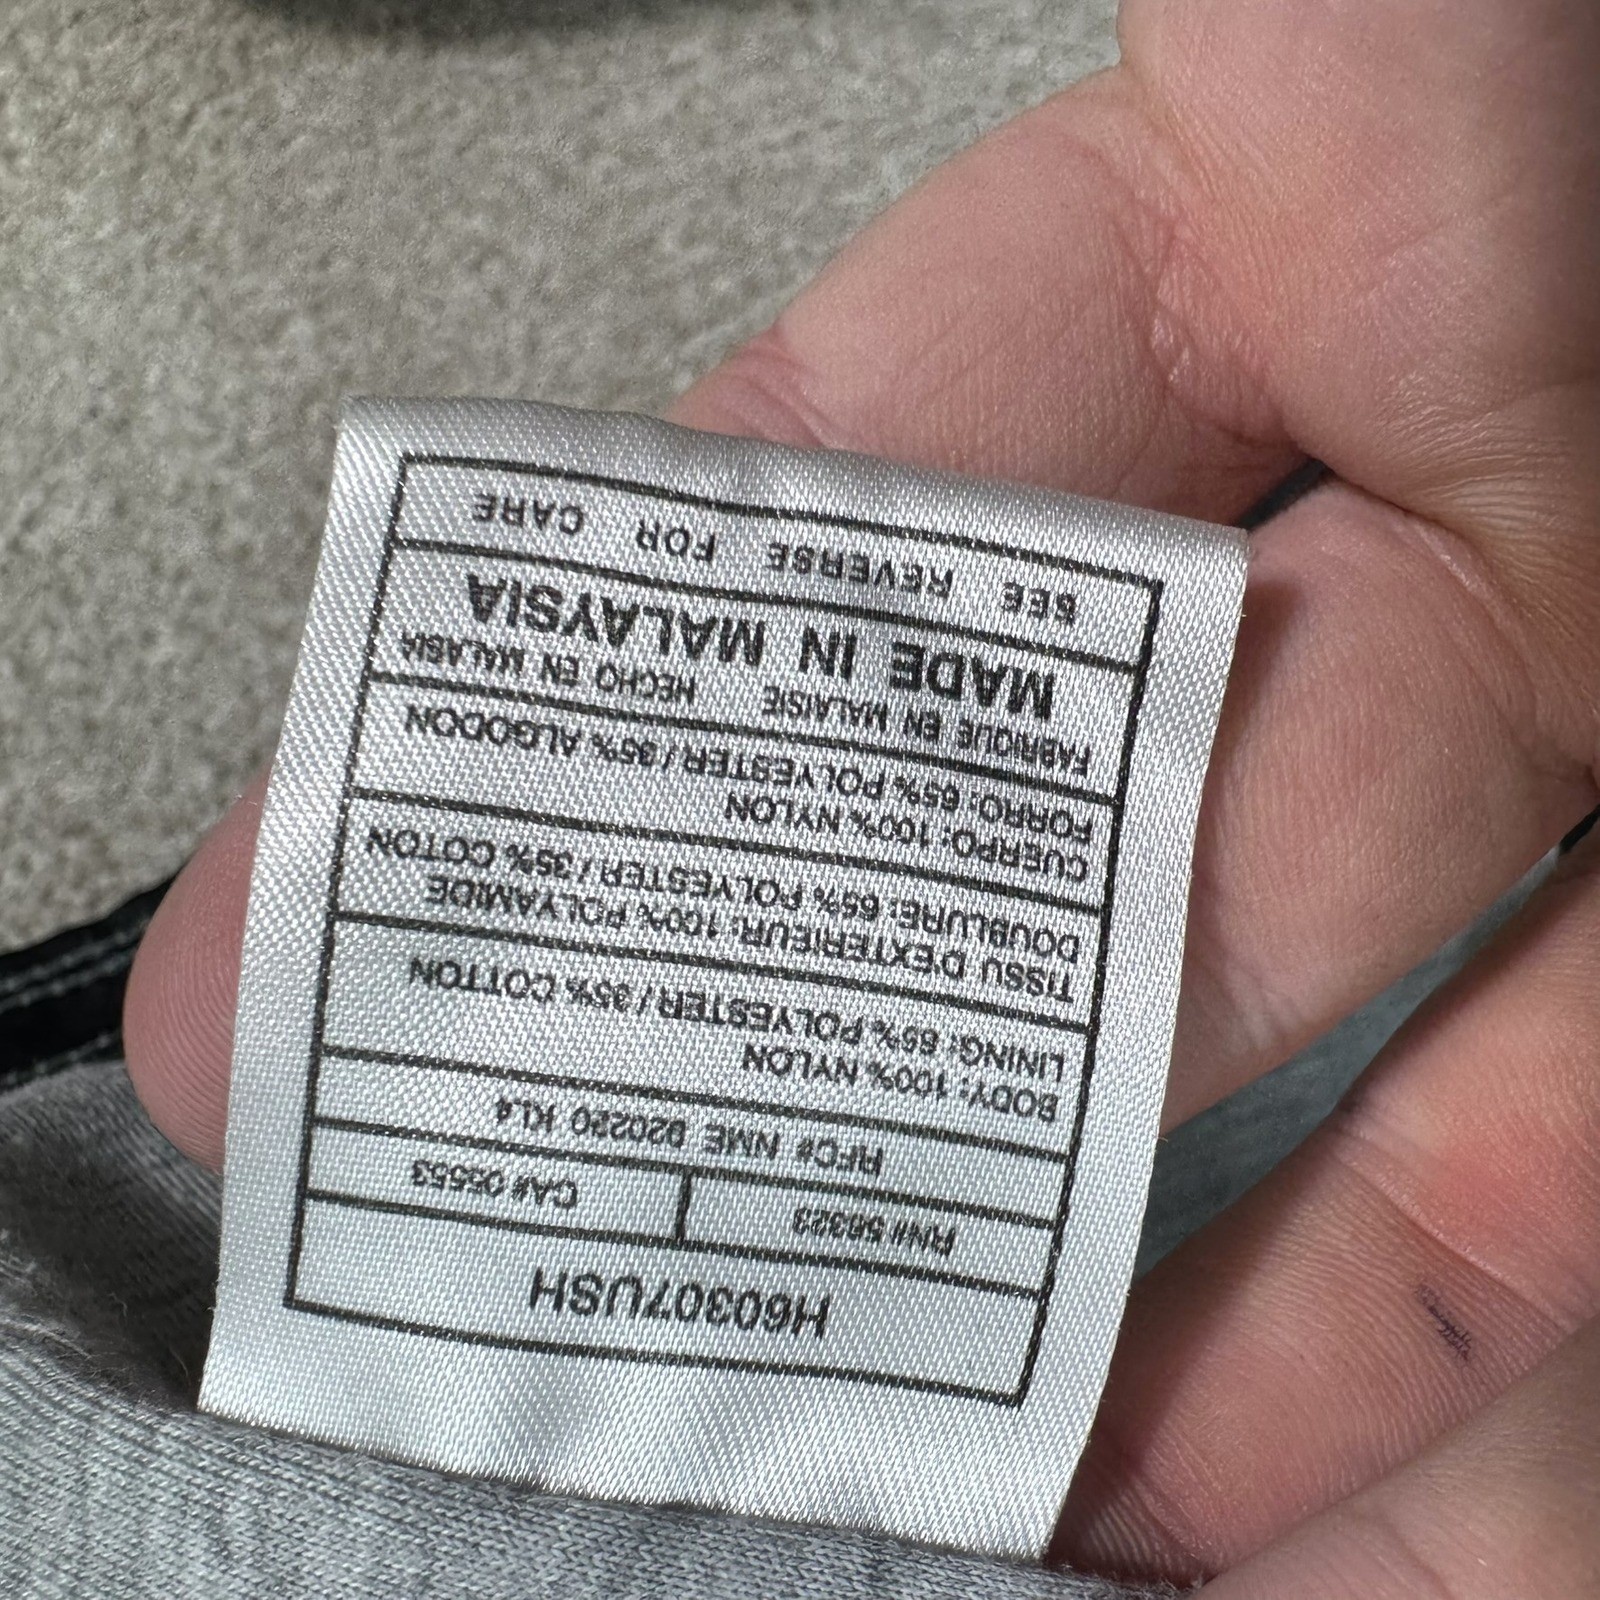 H60307USH
RN# 56323 CA# 05553
RFC# NME 920220 KL4
BODY: 100% NYLON
LINING: 65% POLYESTER / 35% COTTON
TISSU D'EXTERIEUR: 100% POLYAMIDE
DOUBLURE: 65% POLYESTER / 35% COTON
CUERPO: 100% NYLON
FORRO: 65% POLYESTER / 35% ALGODON
FABRIQUE EN MALAISIE HECHO EN MALASIA
MADE IN MALAYSIA
SEE REVERSE FOR CARE